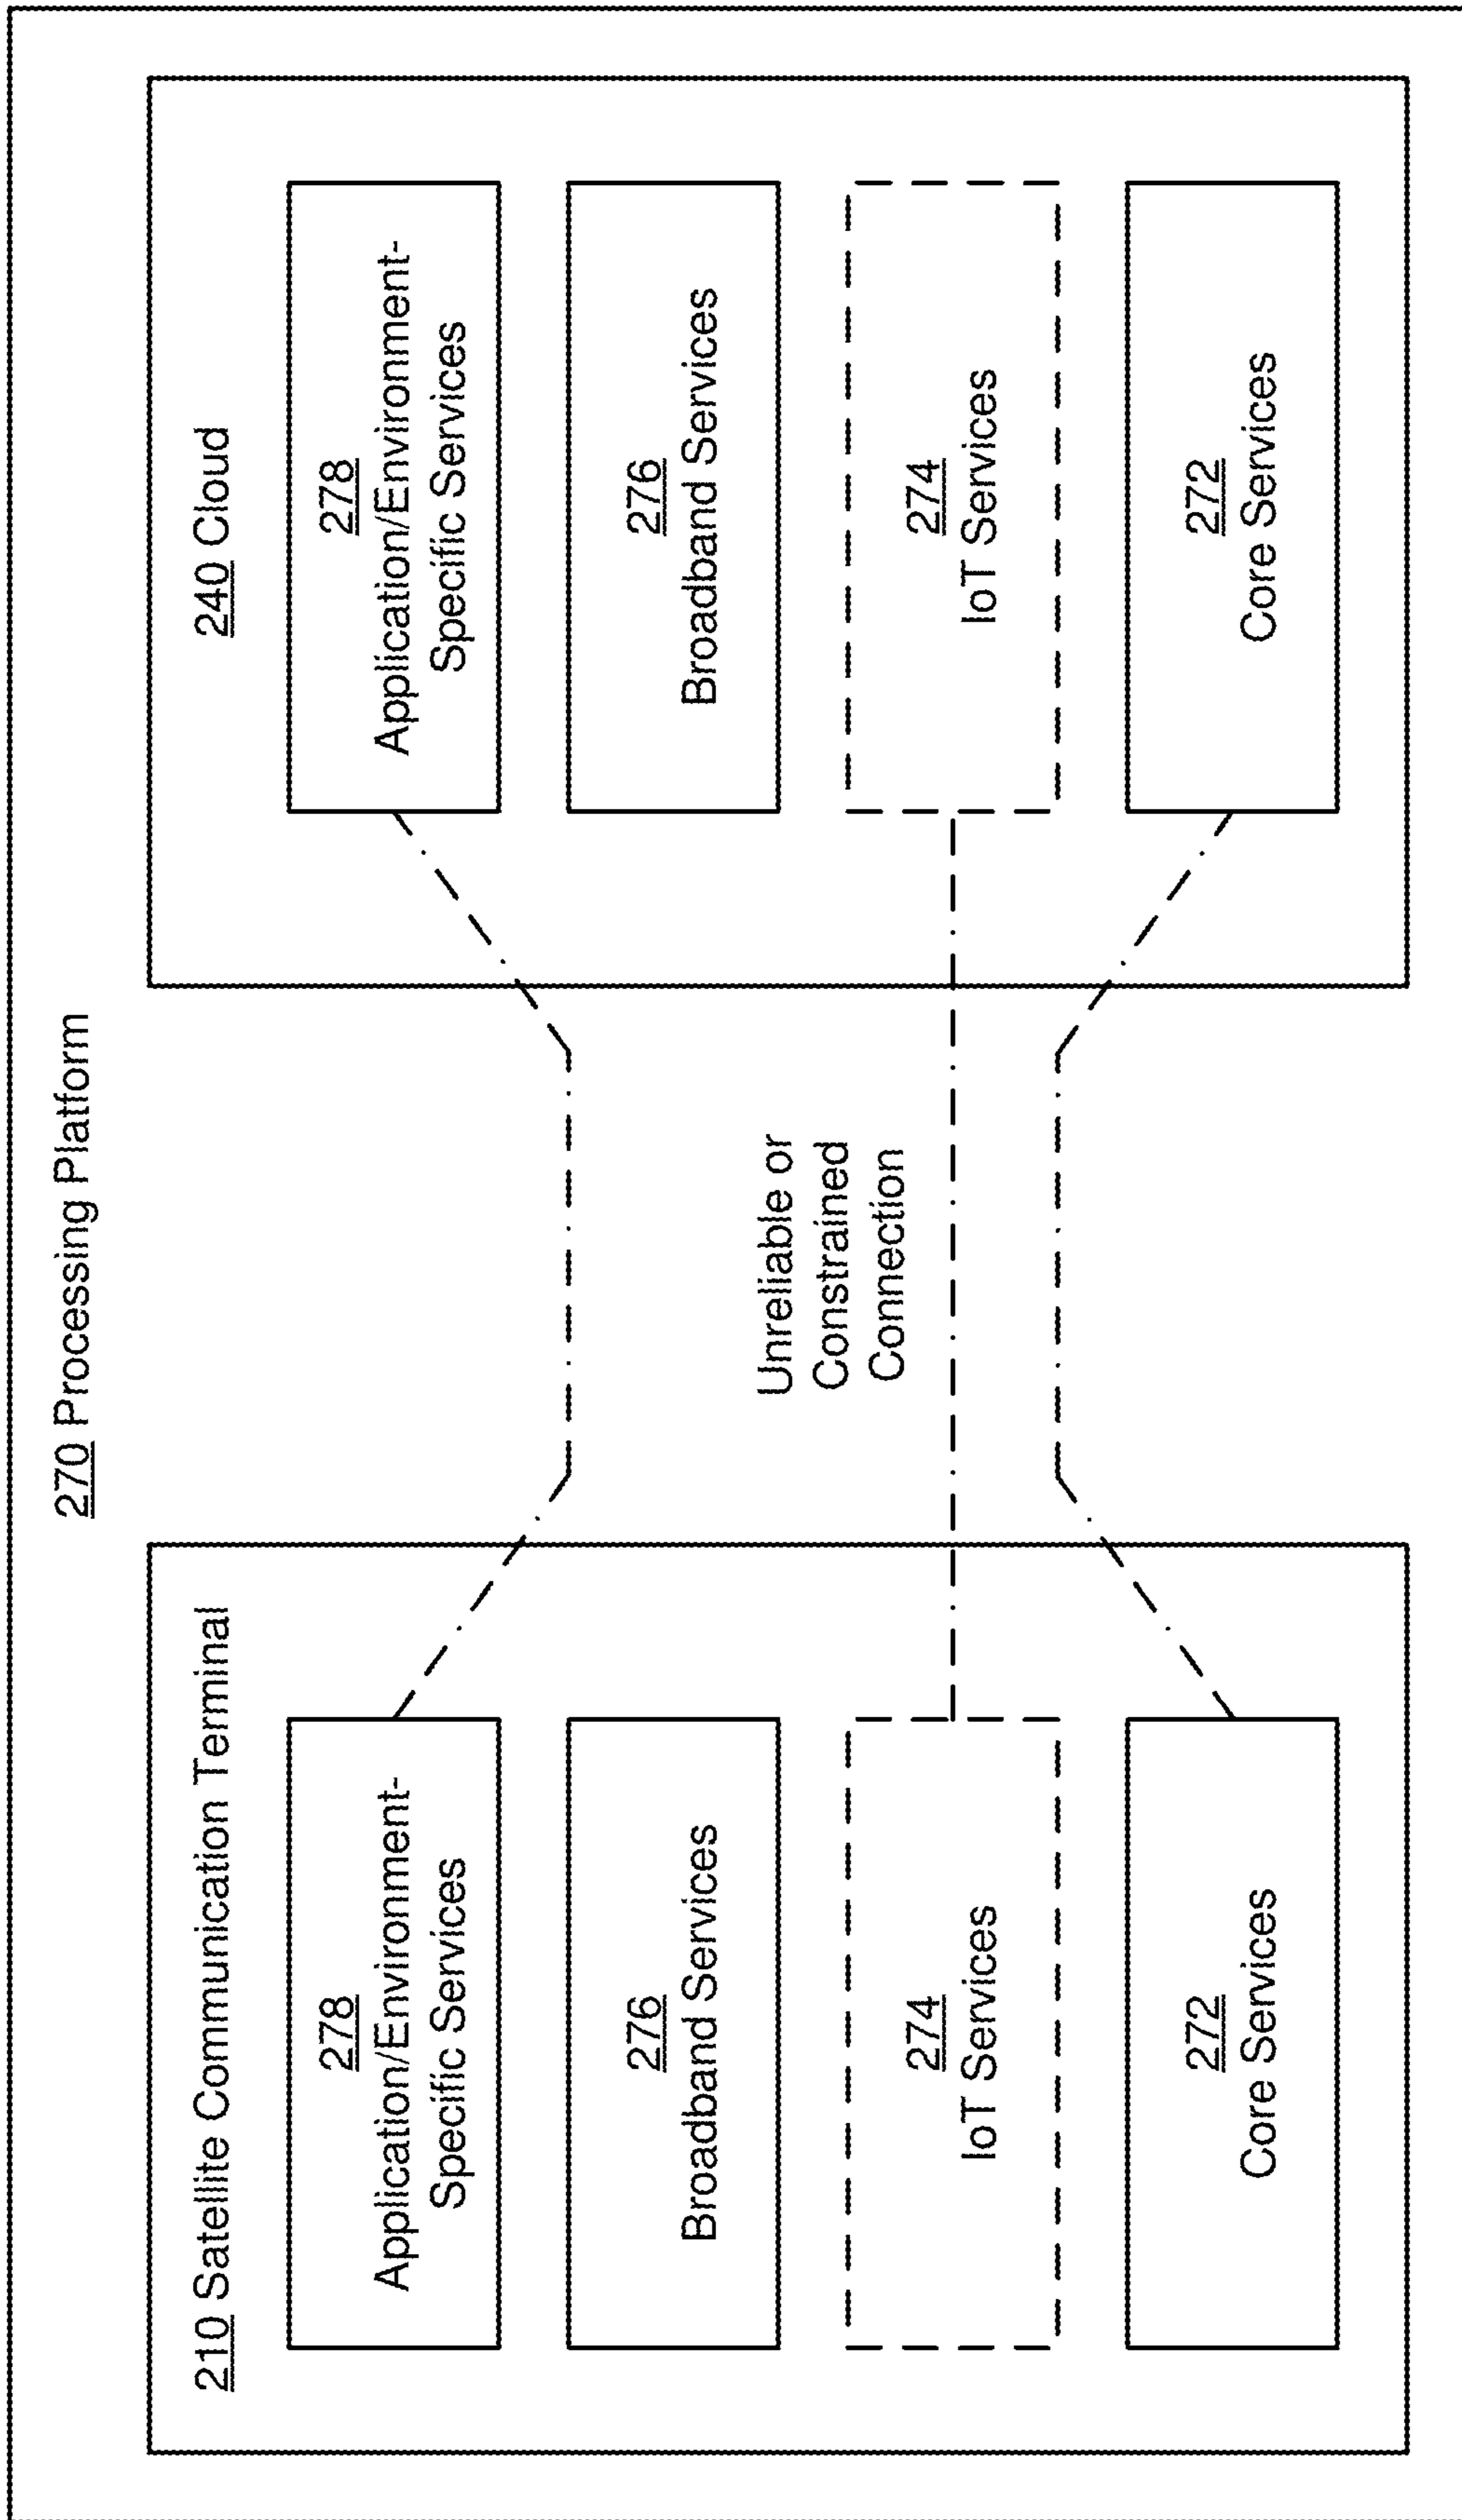 270 Processing Platform
210 Satellite Communication Terminal
278
Application/Environment-
Specific Services
276
Broadband Services
274
IoT Services
272
Core Services
Unreliable or
Constrained
Connection
240 Cloud
278
Application/Environment-
Specific Services
276
Broadband Services
274
IoT Services
272
Core Services